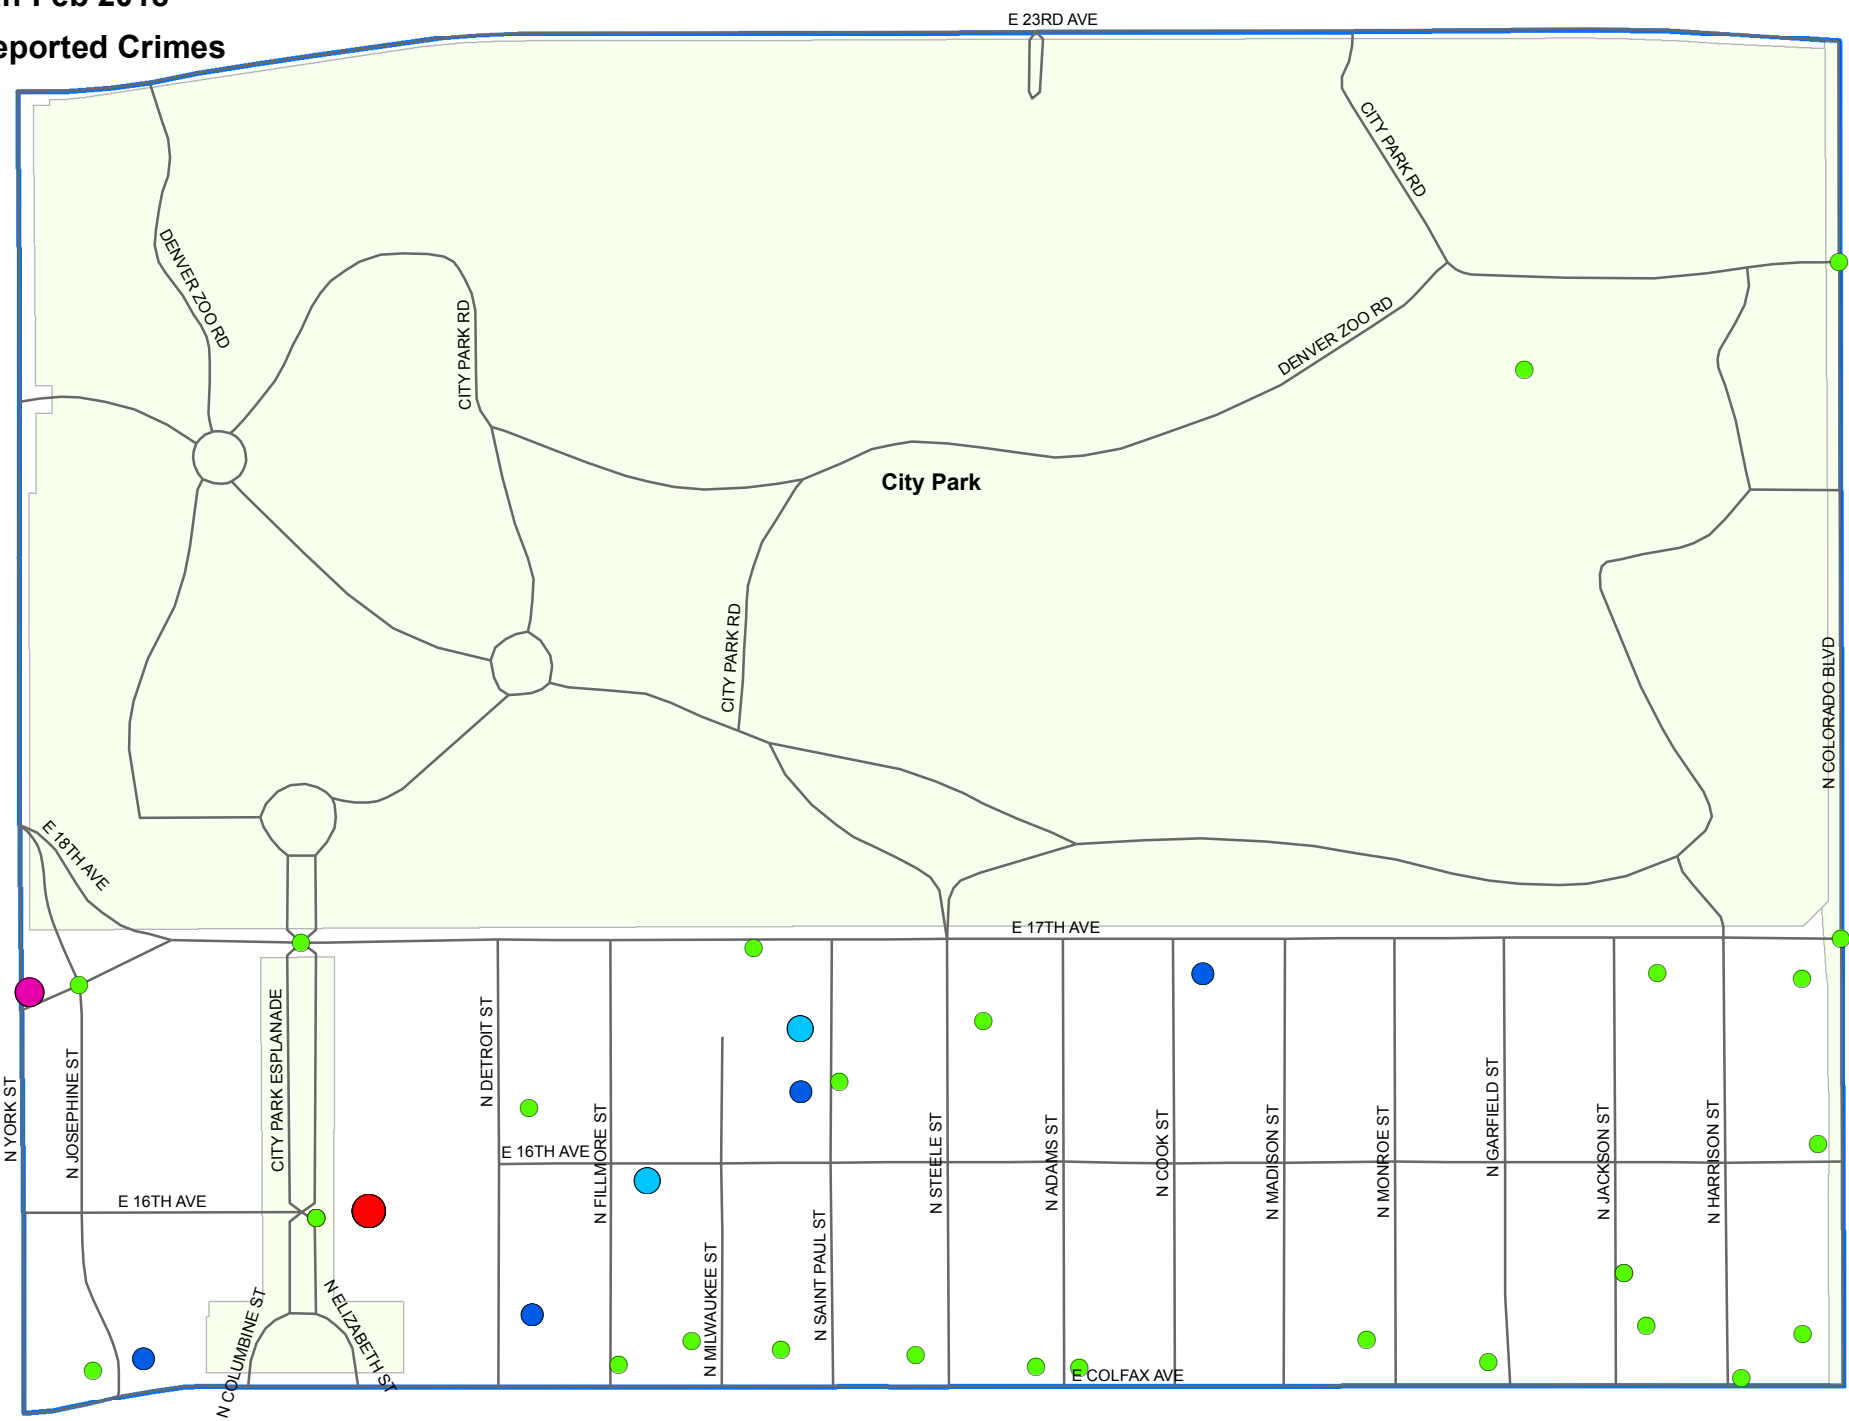 2018
eported Crimes
E 23RD AVE
CITY PARK RD
DENVER ZOO RD
CITY PARK RD
DENVER ZOO RD
City Park
CITY PARK RD
N COLORADO BLVD
E 18TH AVE
E 17TH AVE
N YORK ST
N JOSEPHINE ST
CITY PARK ESPLANADE
N DETROIT ST
N FILLMORE ST
E 16TH AVE
N STEELE ST
N ADAMS ST
N COOK ST
N MADISON ST
N MONROE ST
N GARFIELD ST
N JACKSON ST
N HARRISON ST
E 16TH AVE
N MILWAUKEE ST
N SAINT PAUL ST
N COLUMBINE ST
N ELIZABETH ST
E COLFAX AVE